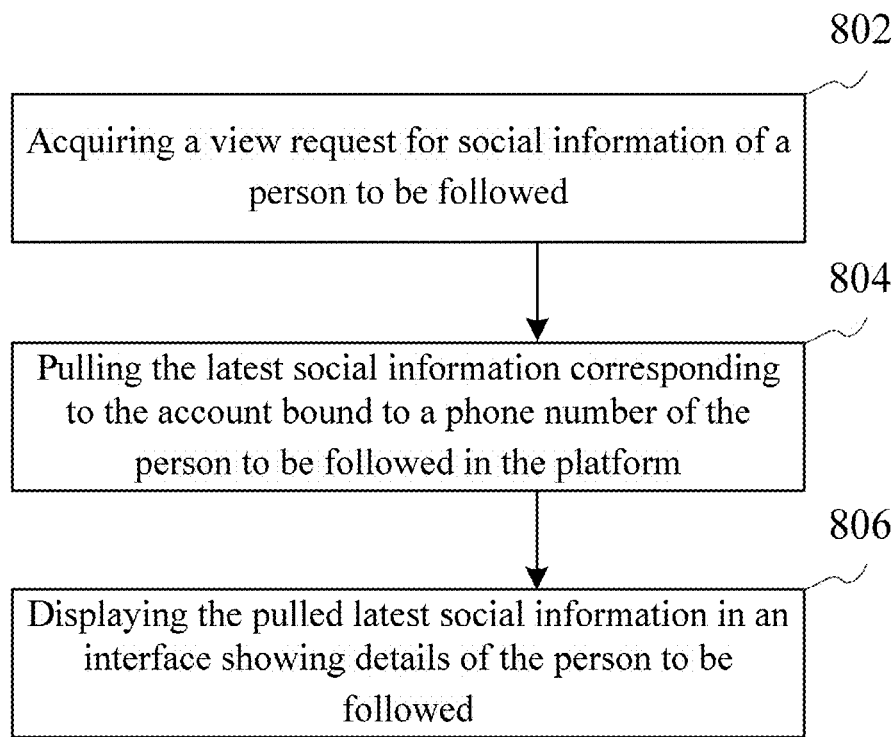 802
Acquiring a view request for social information of a
person to be followed
804
Pulling the latest social information corresponding
to the account bound to a phone number of the
person to be followed in the platform
806
Displaying the pulled latest social information in an
interface showing details of the person to be
followed